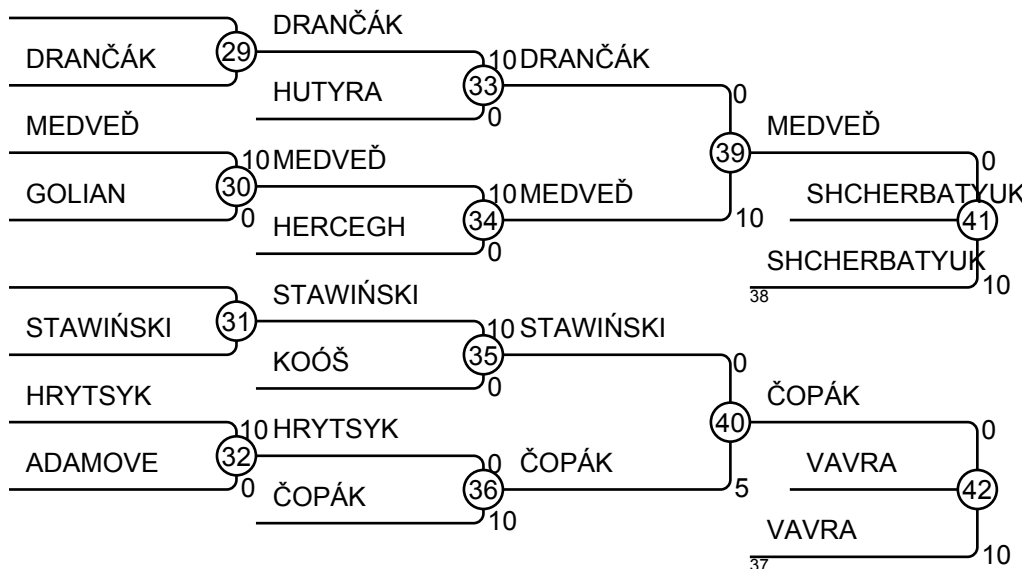 DRANČÁK
29
MEDVEĎ
10
GOLIAN
30
0
STAWIŃSKI
31
HRYTSYK
10
ADAMOVE
32
0
DRANČÁK
10
HUTYRA
33
0
MEDVEĎ
10
HERCEGH
34
0
STAWIŃSKI
10
KOÓŠ
35
0
HRYTSYK
0
ČOPÁK
36
10
DRANČÁK
0
39
MEDVEĎ
10
STAWIŃSKI
0
40
ČOPÁK
5
MEDVEĎ
0
SHCHERBATYUK
41
SHCHERBATYUK
38
10
ČOPÁK
0
VAVRA
42
VAVRA
37
10